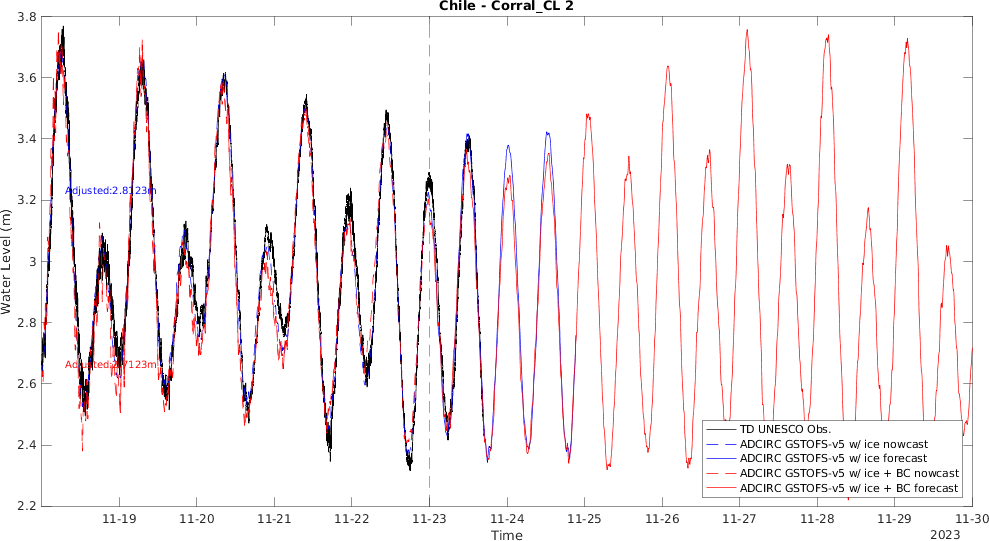 Chile - Corral_CL 2
3.8
3.6
3.4
3.2
3
2.8
2.6
2.4
2.2
Water Level (m)
Adjusted:2.8123m
Adjusted:2.7123m
TD UNESCO Obs.
ADCIRC GSTOFS-v5 w/ ice nowcast
ADCIRC GSTOFS-v5 w/ ice forecast
ADCIRC GSTOFS-v5 w/ ice + BC nowcast
ADCIRC GSTOFS-v5 w/ ice + BC forecast
11-19 11-20 11-21 11-22 11-23 11-24 11-25 11-26 11-27 11-28 11-29 11-30
Time
2023